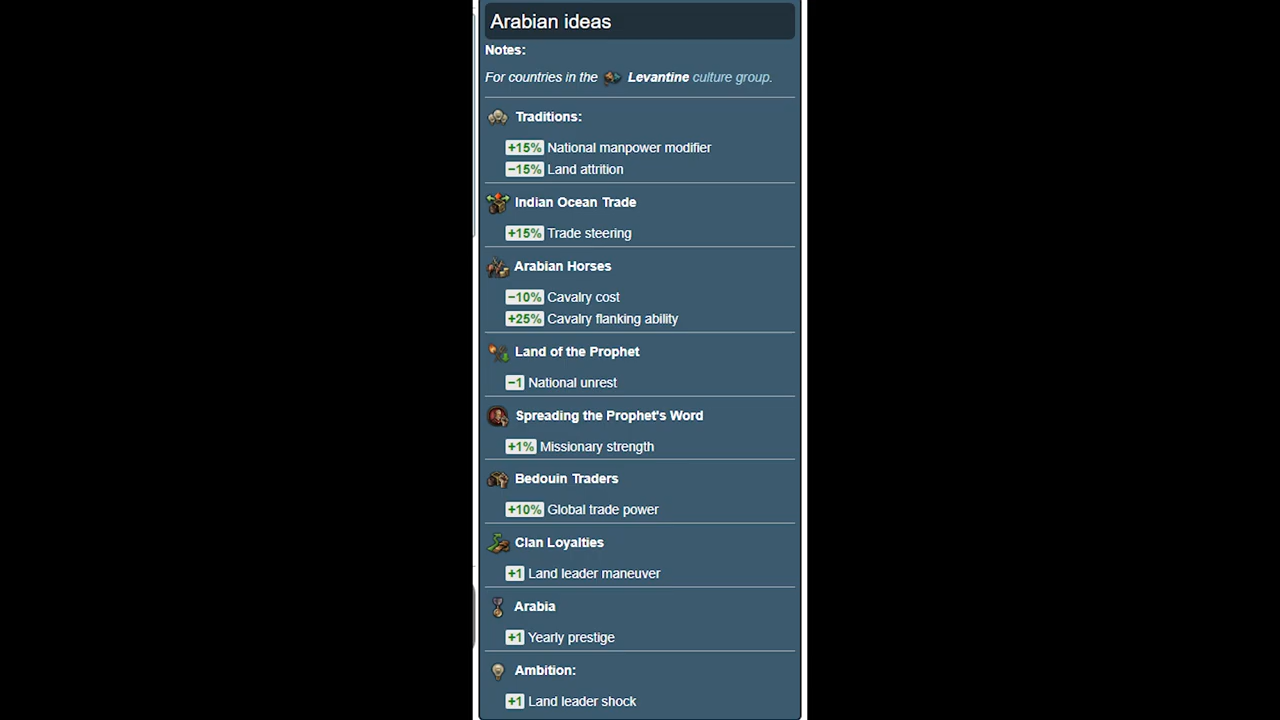 Arabian ideas
Notes:
For countries in the Levantine culture group.
Traditions:
+15% National manpower modifier
−15% Land attrition
Indian Ocean Trade
+15% Trade steering
Arabian Horses
−10% Cavalry cost
+25% Cavalry flanking ability
Land of the Prophet
−1 National unrest
Spreading the Prophet's Word
+1% Missionary strength
Bedouin Traders
+10% Global trade power
Clan Loyalties
+1 Land leader maneuver
Arabia
+1 Yearly prestige
Ambition:
+1 Land leader shock